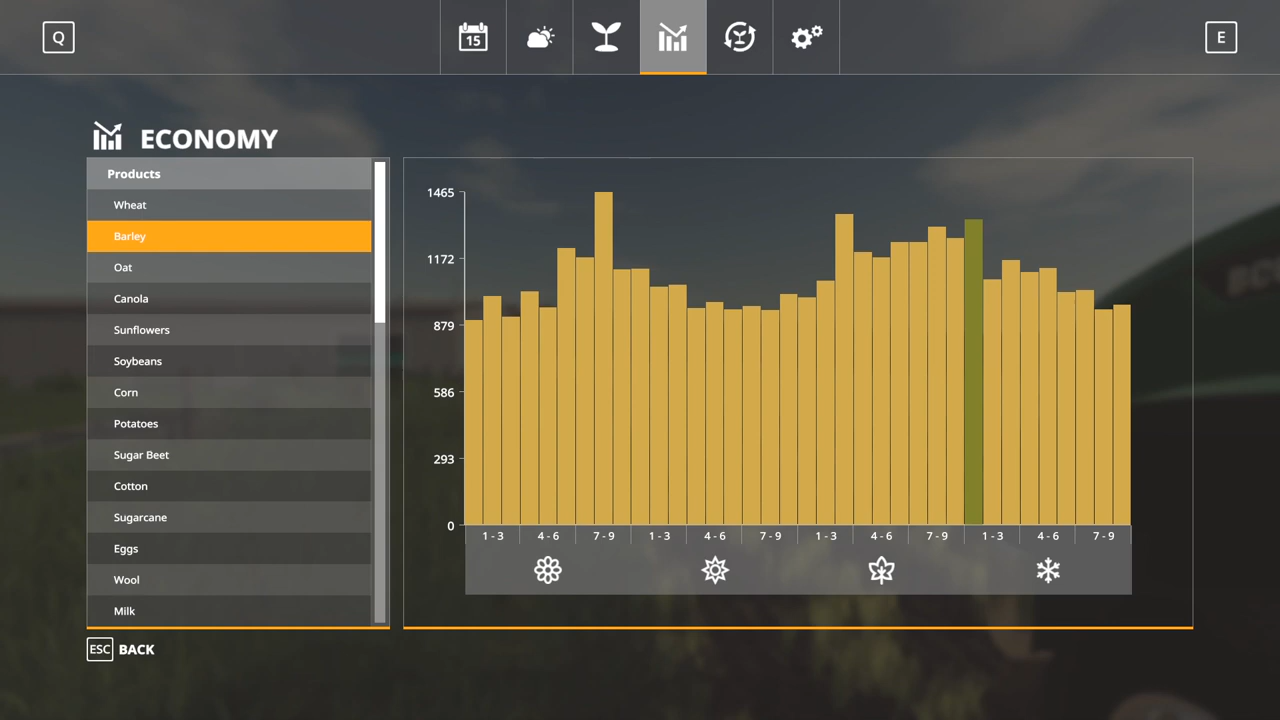 Q
15
E
ECONOMY
Products
Wheat
Barley
Oat
Canola
Sunflowers
Soybeans
Corn
Potatoes
Sugar Beet
Cotton
Sugarcane
Eggs
Wool
Milk
1465
1172
879
586
293
0
1 - 3 4 - 6 7 - 9 1 - 3 4 - 6 7 - 9 1 - 3 4 - 6 7 - 9 1 - 3 4 - 6 7 - 9
ESC BACK